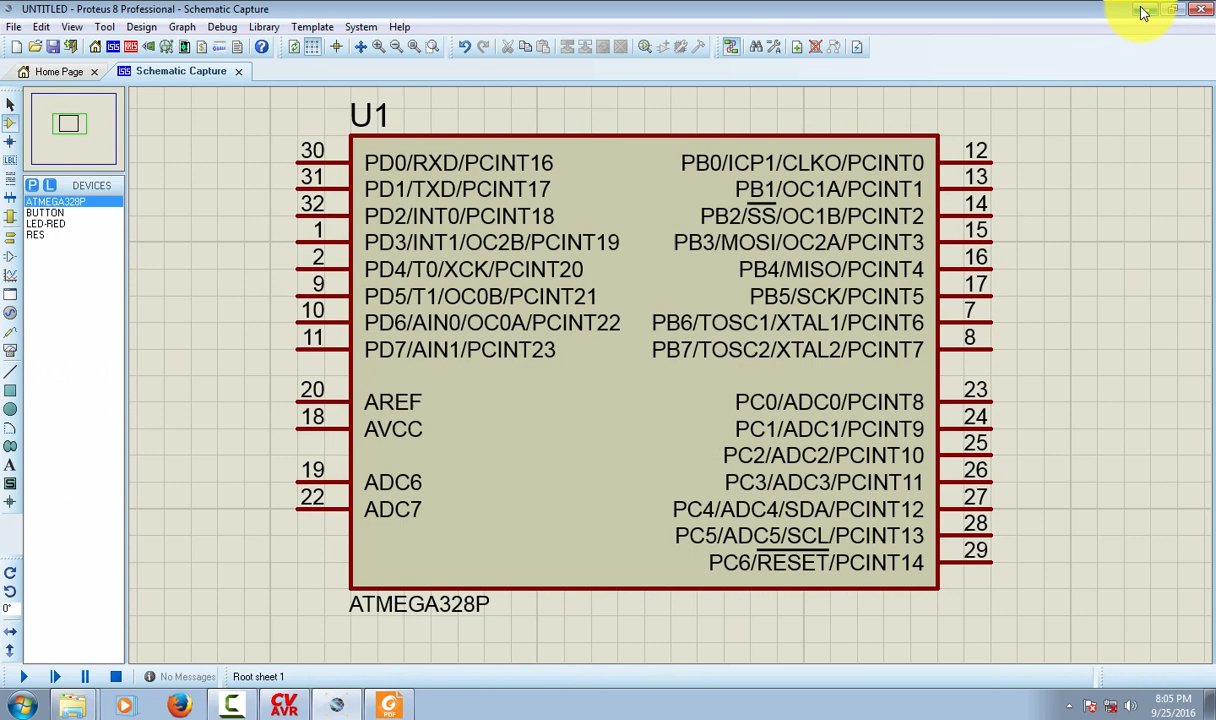 UNTITLED - Proteus 8 Professional - Schematic Capture
File Edit View Tool Design Graph Debug Library Template System Help
Home Page Schematic Capture
U1
30 PD0/RXD/PCINT16 PB0/ICP1/CLKO/PCINT0 12
31 PD1/TXD/PCINT17 PB1/OC1A/PCINT1 13
32 PD2/INT0/PCINT18 PB2/SS/OC1B/PCINT2 14
1 PD3/INT1/OC2B/PCINT19 PB3/MOSI/OC2A/PCINT3 15
2 PD4/T0/XCK/PCINT20 PB4/MISO/PCINT4 16
9 PD5/T1/OC0B/PCINT21 PB5/SCK/PCINT5 17
10 PD6/AIN0/OC0A/PCINT22 PB6/TOSC1/XTAL1/PCINT6 7
11 PD7/AIN1/PCINT23 PB7/TOSC2/XTAL2/PCINT7 8
20 AREF PC0/ADC0/PCINT8 23
18 AVCC PC1/ADC1/PCINT9 24
PC2/ADC2/PCINT10 25
19 ADC6 PC3/ADC3/PCINT11 26
22 ADC7 PC4/ADC4/SDA/PCINT12 27
PC5/ADC5/SCL/PCINT13 28
PC6/RESET/PCINT14 29
ATMEGA328P
P L DEVICES
ATMEGA328P
BUTTON
LED-RED
RES
LBL
A
S
0°
No Messages Root sheet 1
CV
AVR
PDF
8:05 PM
9/25/2016